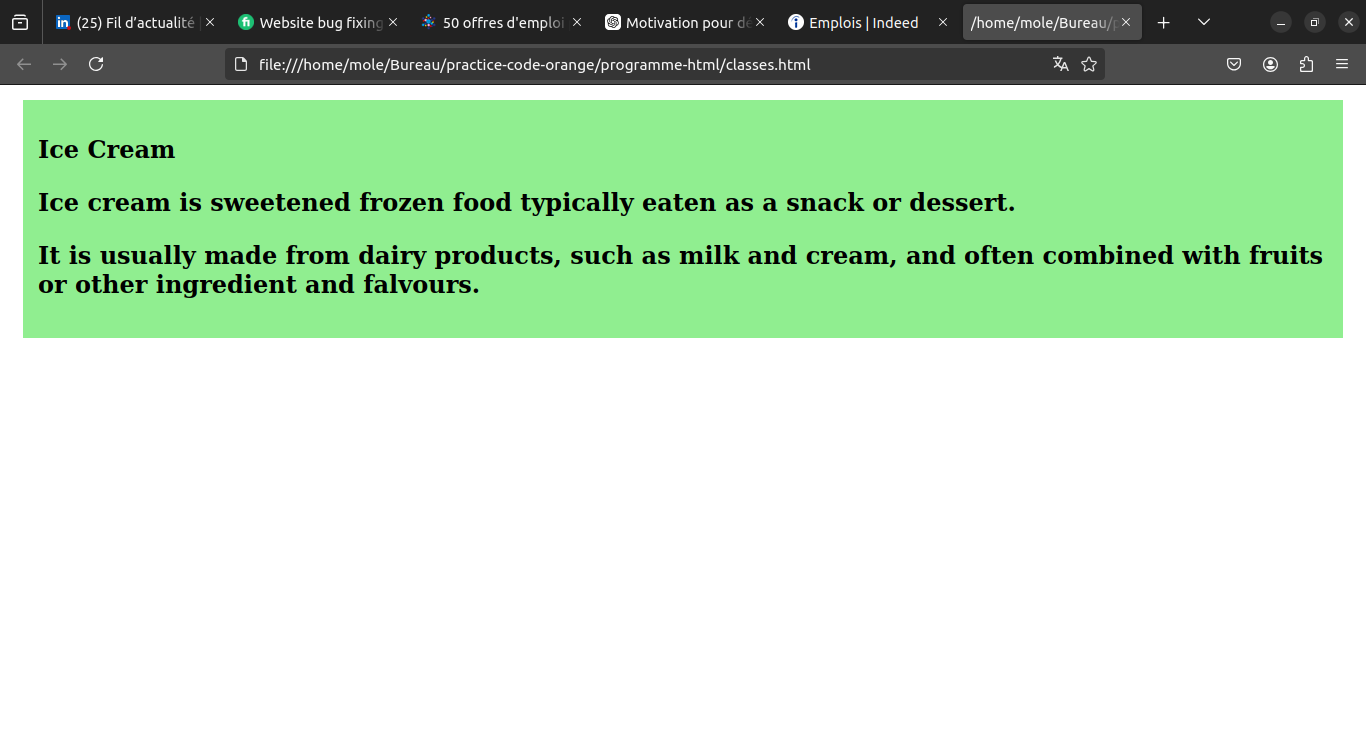 (25) Fil d’actualité
Website bug fixing
50 offres d'emploi
Motivation pour dé
Emplois | Indeed
/home/mole/Bureau/p
file:///home/mole/Bureau/practice-code-orange/programme-html/classes.html
Ice Cream
Ice cream is sweetened frozen food typically eaten as a snack or dessert.
It is usually made from dairy products, such as milk and cream, and often combined with fruits
or other ingredient and falvours.